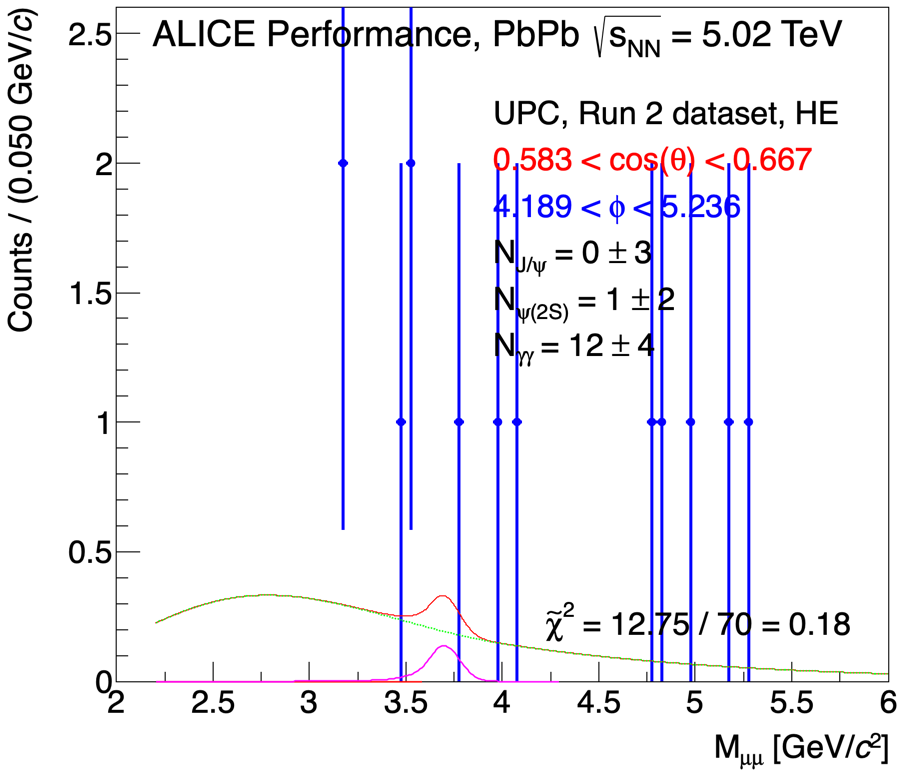 ALICE Performance, PbPb √sNN = 5.02 TeV
UPC, Run 2 dataset, HE
0.583 < cos(θ) < 0.667
4.189 < ϕ < 5.236
NJ/ψ = 0 ± 3
Nψ(2S) = 1 ± 2
Nγγ = 12 ± 4
χ̃² = 12.75 / 70 = 0.18
Counts / (0.050 GeV/c)
2.5
2
1.5
1
0.5
0
2 2.5 3 3.5 4 4.5 5 5.5 6
Mμμ [GeV/c²]